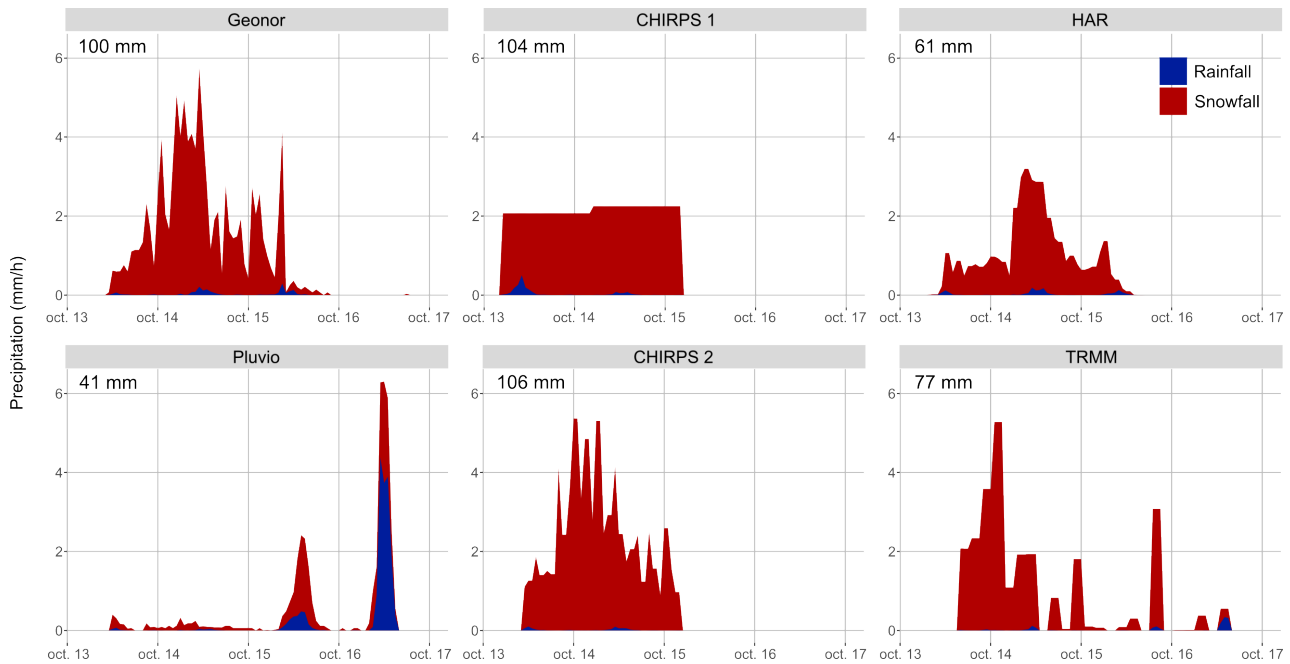 Geonor
CHIRPS 1
HAR
100 mm
104 mm
61 mm
Rainfall
Snowfall
6
4
2
0
oct. 13 oct. 14 oct. 15 oct. 16 oct. 17
6
4
2
0
oct. 13 oct. 14 oct. 15 oct. 16 oct. 17
6
4
2
0
oct. 13 oct. 14 oct. 15 oct. 16 oct. 17
Precipitation (mm/h)
Pluvio
CHIRPS 2
TRMM
41 mm
106 mm
77 mm
6
4
2
0
oct. 13 oct. 14 oct. 15 oct. 16 oct. 17
6
4
2
0
oct. 13 oct. 14 oct. 15 oct. 16 oct. 17
6
4
2
0
oct. 13 oct. 14 oct. 15 oct. 16 oct. 17